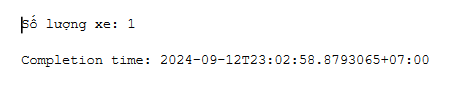 Số lượng xe: 1
Completion time: 2024-09-12T23:02:58.8793065+07:00